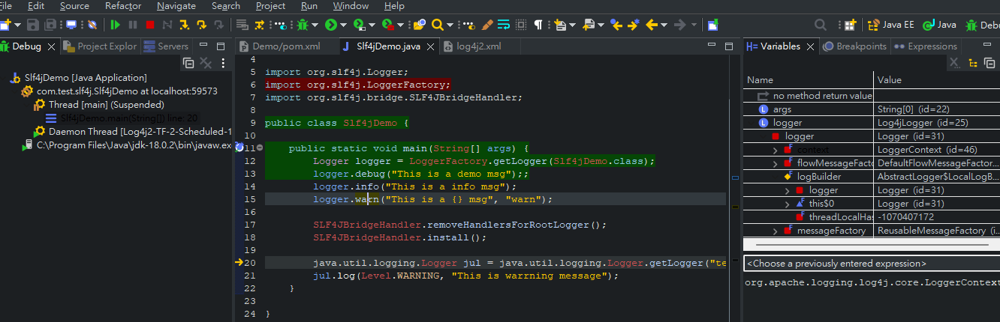 File Edit Source Refactor Navigate Search Project Run Window Help
Java EE Java Debu
Debug Project Explor Servers
Slf4jDemo [Java Application]
com.test.slf4j.Slf4jDemo at localhost:59573
Thread [main] (Suspended)
Slf4jDemo.main(String[]) line: 20
Daemon Thread [Log4j2-TF-2-Scheduled-1
C:\Program Files\Java\jdk-18.0.2\bin\javaw.ex
Demo/pom.xml Slf4jDemo.java log4j2.xml
4
5 import org.slf4j.Logger;
6 import org.slf4j.LoggerFactory;
7 import org.slf4j.bridge.SLF4JBridgeHandler;
8
9 public class Slf4jDemo {
10
11 public static void main(String[] args) {
12 Logger logger = LoggerFactory.getLogger(Slf4jDemo.class);
13 logger.debug("This is a demo msg");;
14 logger.info("This is a info msg");
15 logger.warn("This is a {} msg", "warn");
16
17 SLF4JBridgeHandler.removeHandlersForRootLogger();
18 SLF4JBridgeHandler.install();
19
20 java.util.logging.Logger jul = java.util.logging.Logger.getLogger("te
21 jul.log(Level.WARNING, "This is warrning message");
22 }
23
24 }
Variables Breakpoints Expressions
Name Value
no method return value
args String[0] (id=22)
logger Log4jLogger (id=25)
logger Logger (id=31)
context LoggerContext (id=46)
flowMessageFacto DefaultFlowMessageFactor...
logBuilder AbstractLogger$LocalLogB...
logger Logger (id=31)
this$0 Logger (id=31)
threadLocalHas -1070407172
messageFactory ReusableMessageFactory (i...
<Choose a previously entered expression>
org.apache.logging.log4j.core.LoggerContext